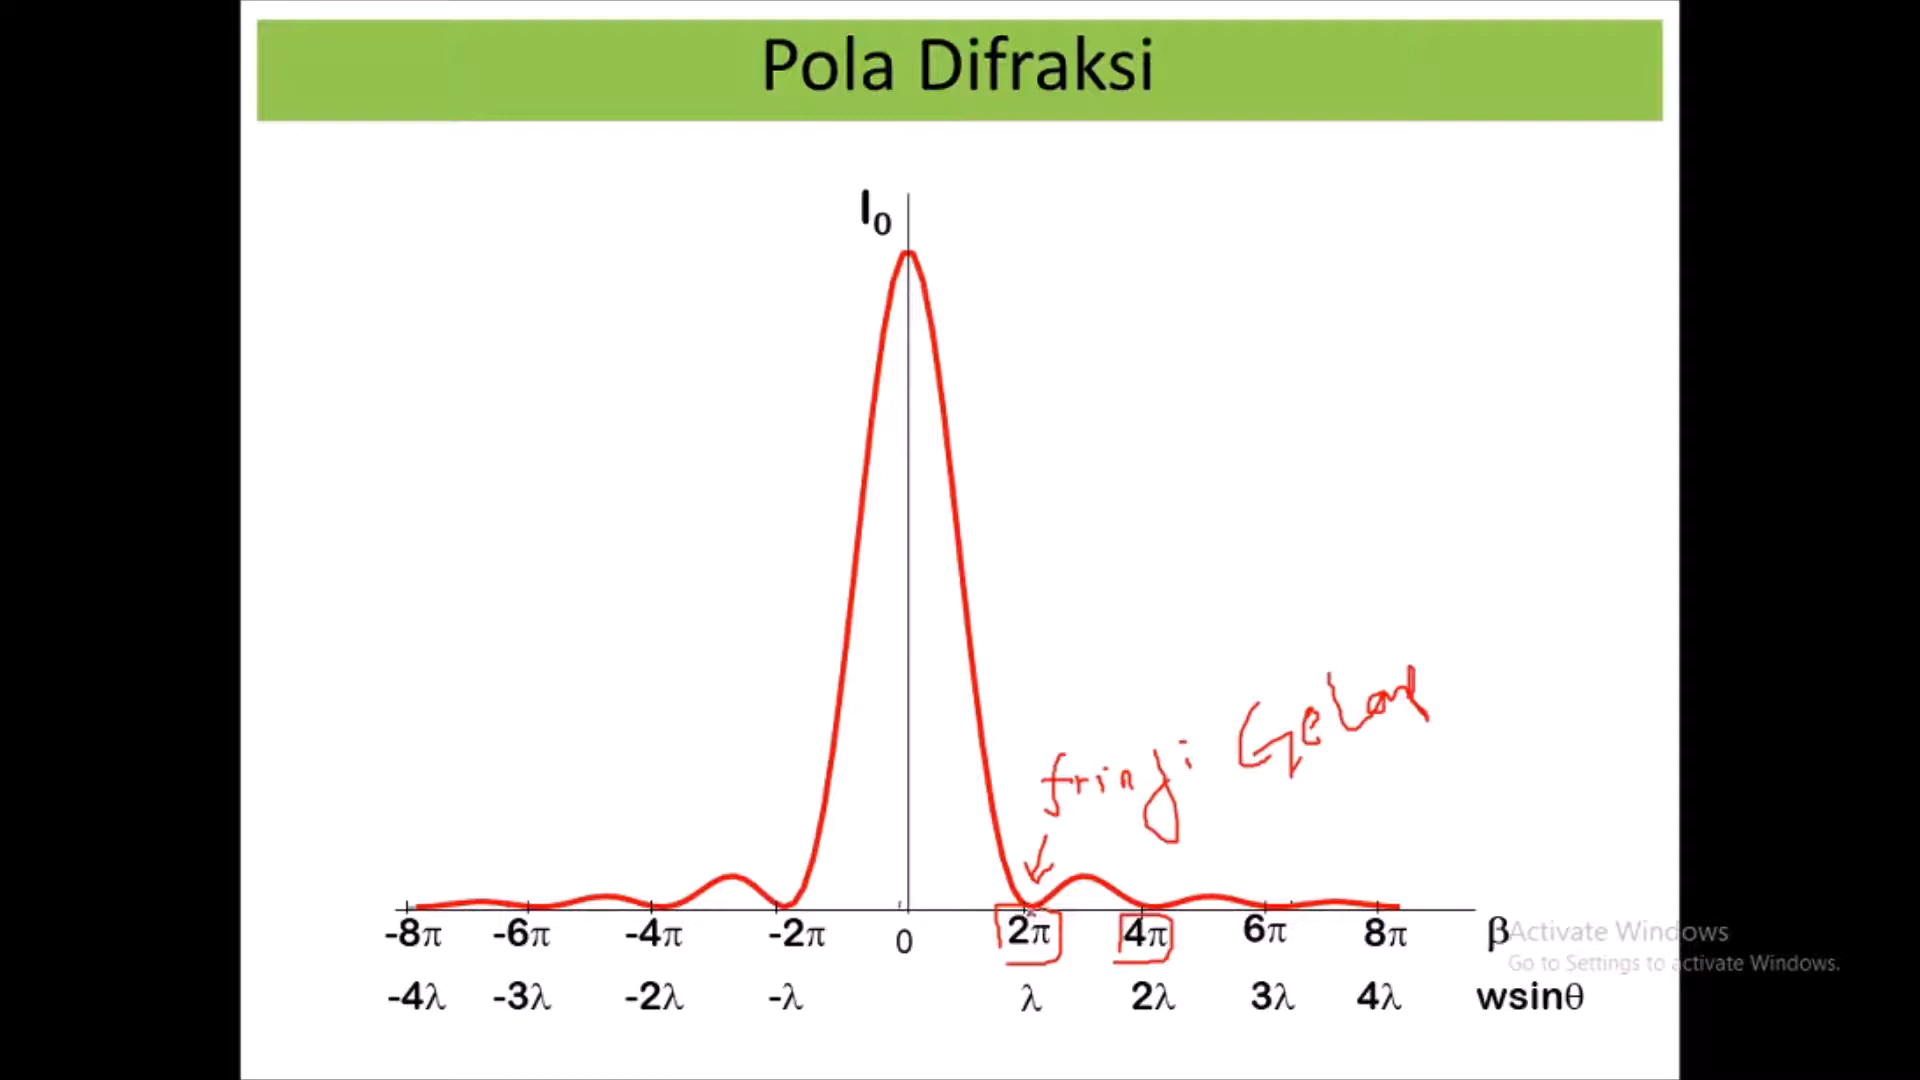 Pola Difraksi
I₀
fringi Gelap
-8π -6π -4π -2π 0 2π 4π 6π 8π β
-4λ -3λ -2λ -λ λ 2λ 3λ 4λ wsinθ
Activate Windows
Go to Settings to activate Windows.